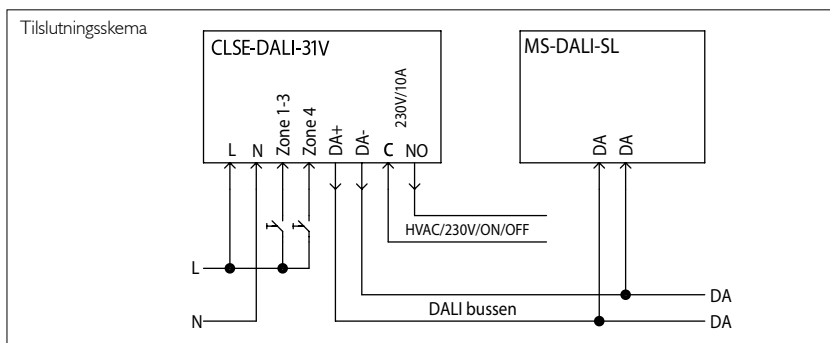 Tilslutningsskema
CLSE-DALI-31V
MS-DALI-SL
230V/10A
L
N
Zone 1-3
Zone 4
DA+
DA-
C
NO
DA
DA
HVAC/230V/ON/OFF
L
DA
DALI bussen
N
DA